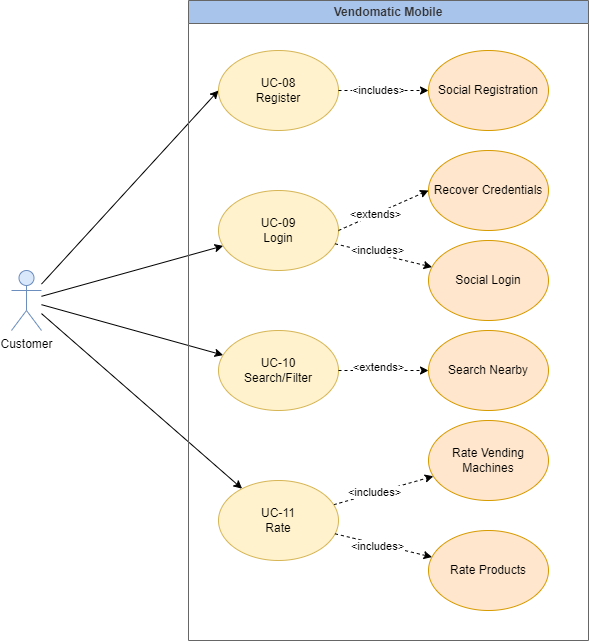 Vendomatic Mobile
UC-08
Register
<includes>
Social Registration
Recover Credentials
<extends>
UC-09
Login
<includes>
Social Login
Customer
UC-10
Search/Filter
<extends>
Search Nearby
Rate Vending
Machines
<includes>
UC-11
Rate
<includes>
Rate Products